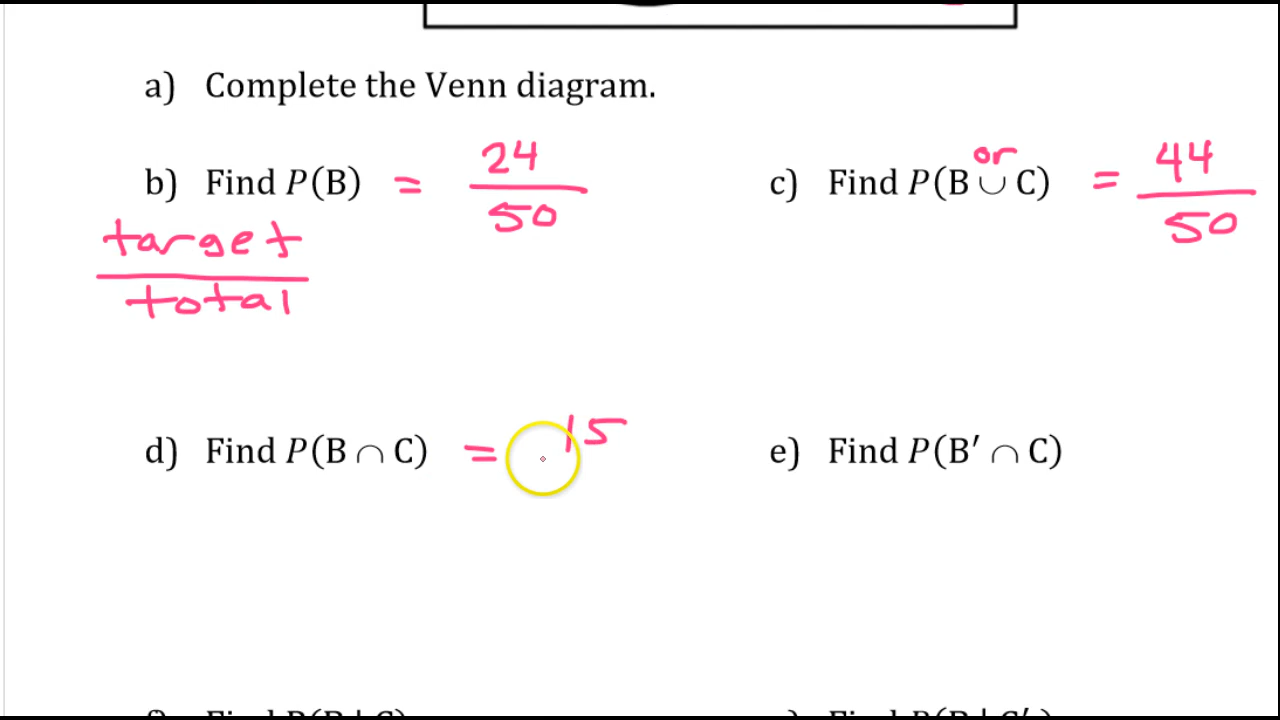 a) Complete the Venn diagram.
b) Find P(B) = 24/50
target/total
c) Find P(B ∪ C) = 44/50
or
d) Find P(B ∩ C) = 15
e) Find P(B′ ∩ C)